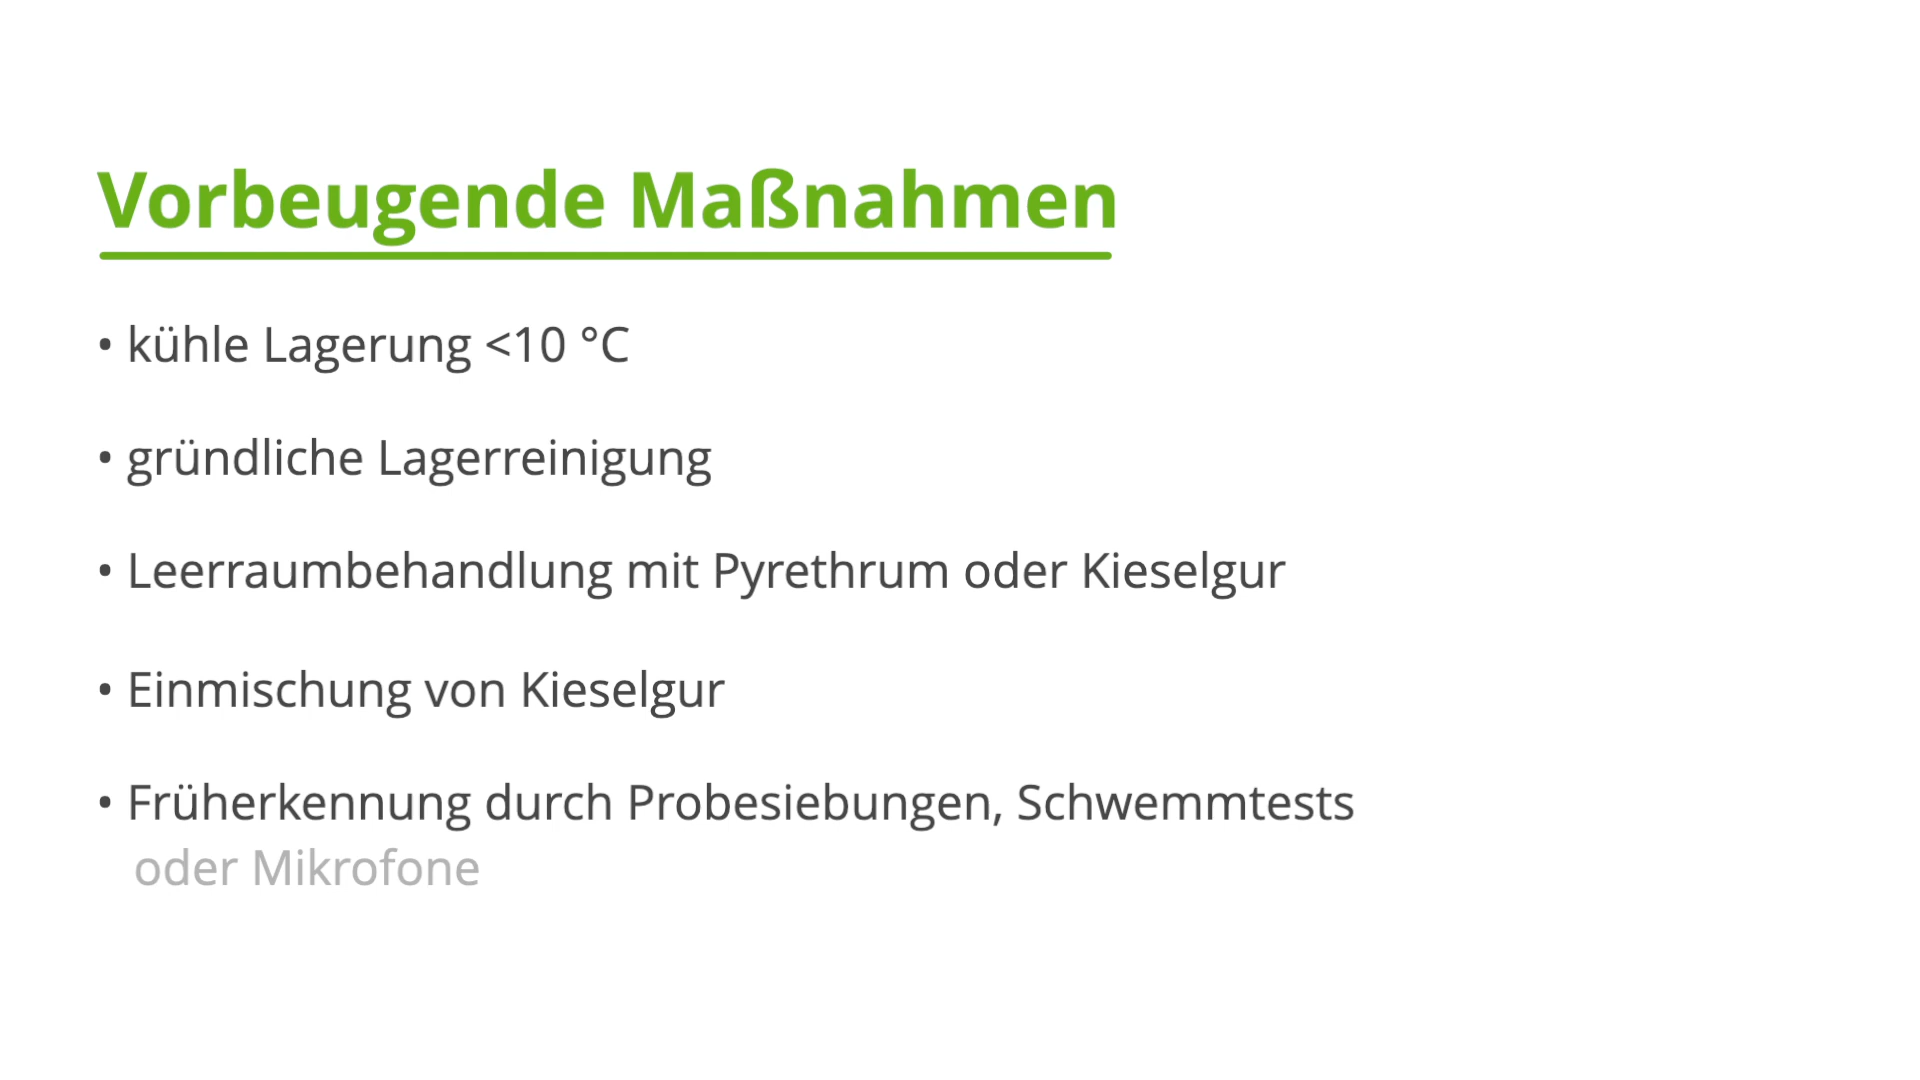 Vorbeugende Maßnahmen
• kühle Lagerung <10 °C
• gründliche Lagerreinigung
• Leerraumbehandlung mit Pyrethrum oder Kieselgur
• Einmischung von Kieselgur
• Früherkennung durch Probesiebungen, Schwemmtests
oder Mikrofone